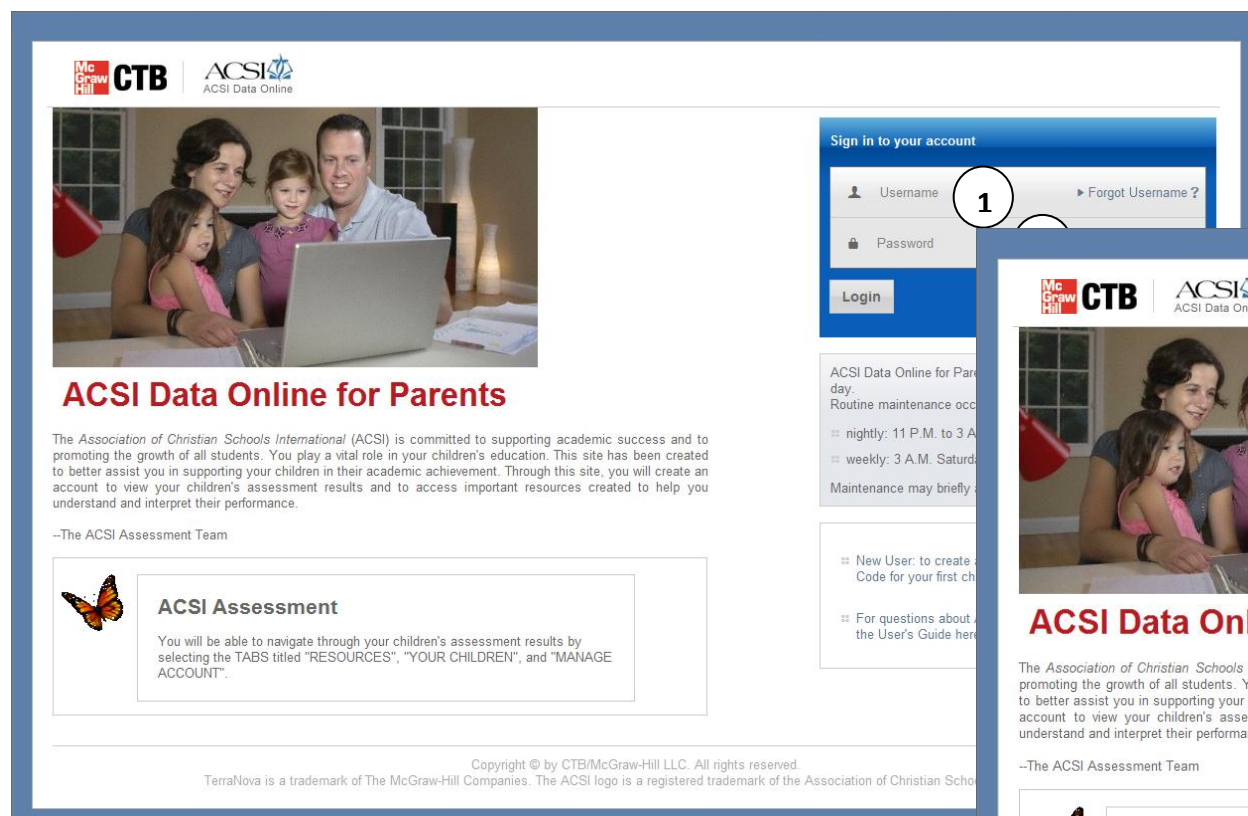 Mc
Graw
Hill
CTB
ACSI
ACSI Data Online
Sign in to your account
Username
1
Forgot Username ?
Password
Login
ACSI Data Online for Parents
The Association of Christian Schools International (ACSI) is committed to supporting academic success and to
promoting the growth of all students. You play a vital role in your children's education. This site has been created
to better assist you in supporting your children in their academic achievement. Through this site, you will create an
account to view your children's assessment results and to access important resources created to help you
understand and interpret their performance.
--The ACSI Assessment Team
ACSI Assessment
You will be able to navigate through your children's assessment results by
selecting the TABS titled "RESOURCES", "YOUR CHILDREN", and "MANAGE
ACCOUNT".
ACSI Data Online for
day.
Routine maintenance
nightly: 11 P.M. to 3
weekly: 3 A.M.
Maintenance may briefly
New User: to create
Code for your first
For questions about
the User's Guide
Copyright © by CTB/McGraw-Hill LLC. All rights reserved.
TerraNova is a trademark of The McGraw-Hill Companies. The ACSI logo is a registered trademark of the Association of Christian
Mc
Graw
Hill
CTB
ACSI
ACSI Data
ACSI Data
The Association of Christian Schools
promoting the growth of all students.
to better assist you in supporting your
account to view your children's
understand and interpret their
--The ACSI Assessment Team